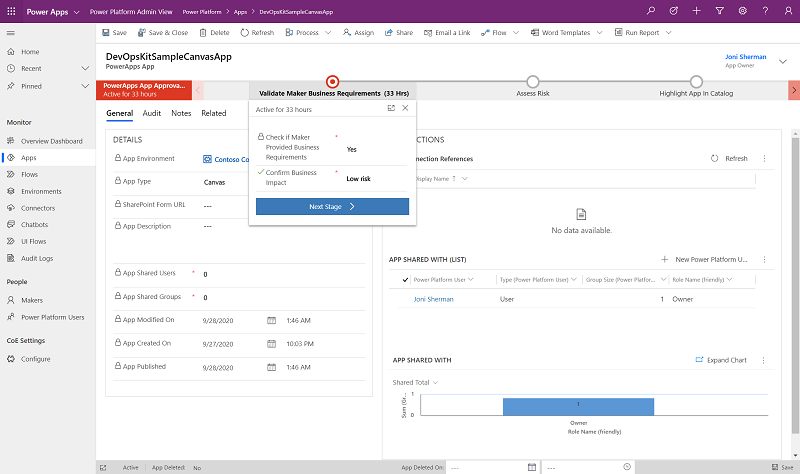 Power Apps Power Platform Admin View Power Platform > Apps > DevOpsKitSampleCanvasApp
Save Save & Close Delete Refresh Process Assign Share Email a Link Flow Word Templates Run Report
Home
Recent
Pinned
Monitor
Overview Dashboard
Apps
Flows
Environments
Connectors
Chatbots
UI Flows
Audit Logs
People
Makers
Power Platform Users
CoE Settings
Configure
DevOpsKitSampleCanvasApp
PowerApps App
Joni Sherman
App Owner
PowerApps App Approva...
Active for 33 hours
Validate Maker Business Requirements (33 Hrs)
Assess Risk
Highlight App In Catalog
General Audit Notes Related
Active for 33 hours
Check if Maker
Provided Business
Requirements
*
Yes
Confirm Business
Impact
*
Low risk
Next Stage
DETAILS
App Environment Contoso Co
App Type Canvas
SharePoint Form URL ---
App Description ---
App Shared Users * 0
App Shared Groups * 0
App Modified On 9/28/2020 1:46 AM
App Created On 9/27/2020 10:03 PM
App Published 9/28/2020 1:46 AM
CTIONS
nection References Refresh
Display Name ↑
No data available.
APP SHARED WITH (LIST) New Power Platform U...
Power Platform User Type (Power Platform User) Group Size (Power Platfor... Role Name (friendly)
Joni Sherman User 1 Owner
APP SHARED WITH Expand Chart
Shared Total
Sum (Gr...
1
0
1
Owner
Role Name (friendly)
Active App Deleted: No App Deleted On: --- --- Save